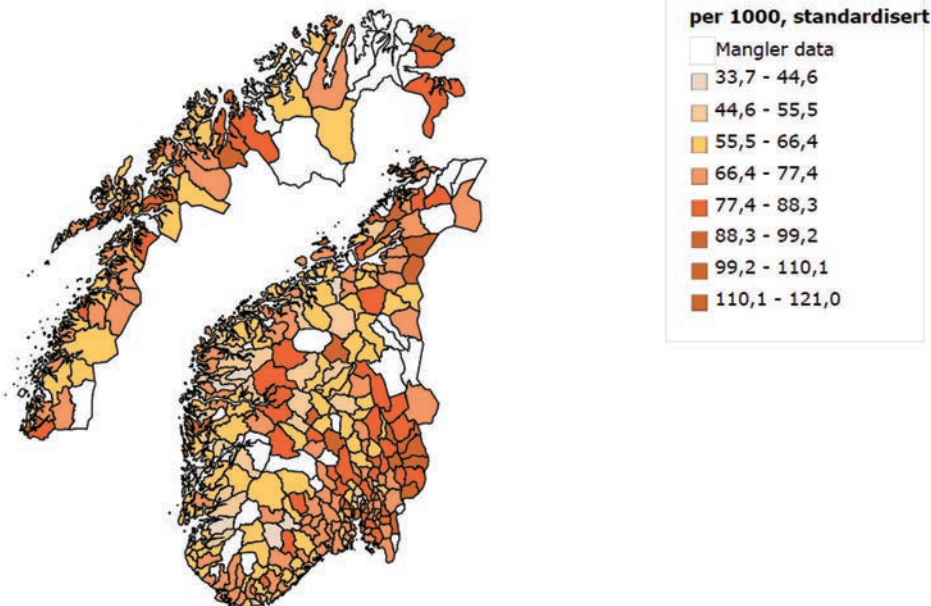 per 1000, standardisert
Mangler data
33,7 - 44,6
44,6 - 55,5
55,5 - 66,4
66,4 - 77,4
77,4 - 88,3
88,3 - 99,2
99,2 - 110,1
110,1 - 121,0